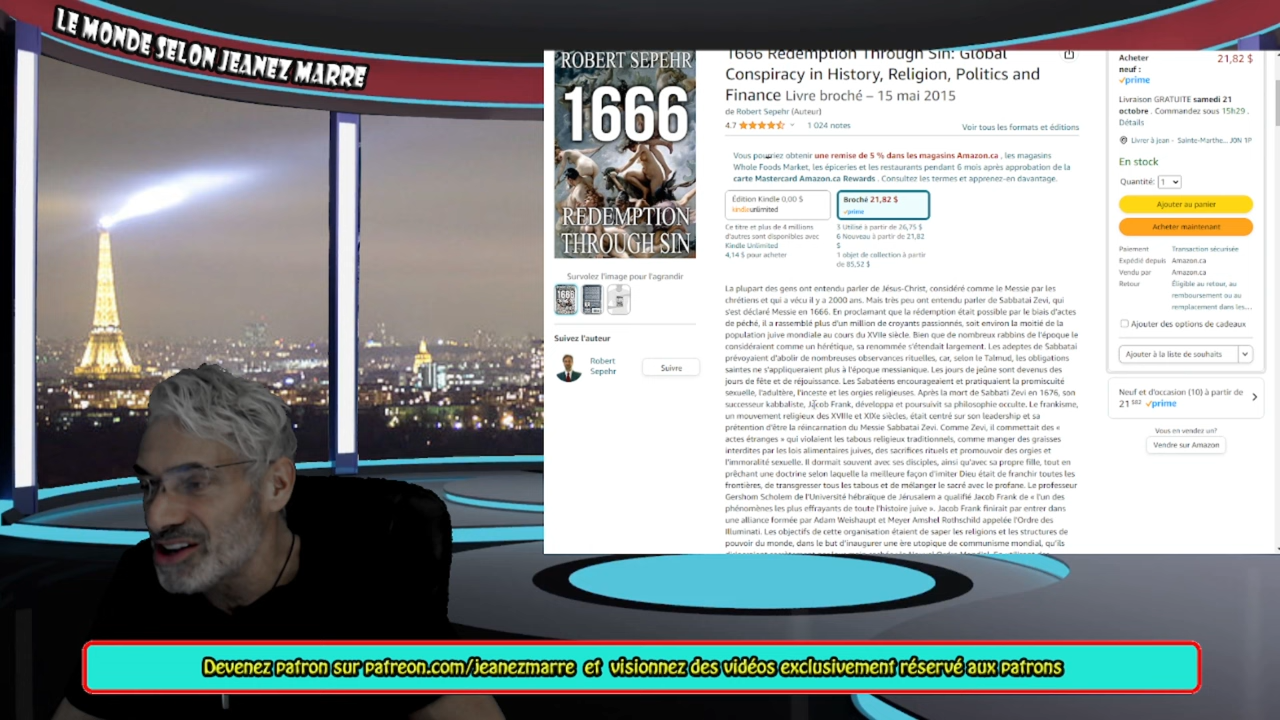 LE MONDE SELON JEANEZ MARRE
ROBERT SEPEHR
1666
REDEMPTION
THROUGH SIN
Survolez l'image pour l'agrandir
Suivez l'auteur
Robert
Sepehr
Suivre
1666 Redemption Through Sin: Global
Conspiracy in History, Religion, Politics and
Finance Livre broché – 15 mai 2015
de Robert Sepehr (Auteur)
4.7 1 024 notes
Voir tous les formats et éditions
Vous pourriez obtenir une remise de 5 % dans les magasins Amazon.ca , les magasins
Whole Foods Market, les épiceries et les restaurants pendant 6 mois après approbation de la
carte Mastercard Amazon.ca Rewards . Consultez les termes et apprenez-en davantage.
Édition Kindle 0,00 $
kindleunlimited
Broché 21,82 $
prime
Ce titre et plus de 4 millions
d'autres sont disponibles avec
Kindle Unlimited
4,14 $ pour acheter
3 Utilisé à partir de 26,75 $
6 Nouveau à partir de 21,82
$
1 objet de collection à partir
de 85,52 $
La plupart des gens ont entendu parler de Jésus-Christ, considéré comme le Messie par les
chrétiens et qui a vécu il y a 2000 ans. Mais très peu ont entendu parler de Sabbatai Zevi, qui
s'est déclaré Messie en 1666. En proclamant que la rédemption était possible par le biais d'actes
de péché, il a rassemblé plus d'un million de croyants passionnés, soit environ la moitié de la
population juive mondiale au cours du XVIIe siècle. Bien que de nombreux rabbins de l'époque le
considéraient comme un hérétique, sa renommée s'étendait largement. Les adeptes de Sabbatai
prévoyaient d'abolir de nombreuses observances rituelles, car, selon le Talmud, les obligations
saintes ne s'appliqueraient plus à l'époque messianique. Les jours de jeûne sont devenus des
jours de fête et de réjouissance. Les Sabatéens encourageaient et pratiquaient la promiscuité
sexuelle, l'adultère, l'inceste et les orgies religieuses. Après la mort de Sabbati Zevi en 1676, son
successeur kabbaliste, Jacob Frank, développa et poursuivit sa philosophie occulte. Le frankisme,
un mouvement religieux des XVIIIe et XIXe siècles, était centré sur son leadership et sa
prétention d'être la réincarnation du Messie Sabbatai Zevi. Comme Zevi, il commettait des «
actes étranges » qui violaient les tabous religieux traditionnels, comme manger des graisses
interdites par les lois alimentaires juives, des sacrifices rituels et promouvoir des orgies et
l'immoralité sexuelle. Il dormait souvent avec ses disciples, ainsi qu'avec sa propre fille, tout en
prêchant une doctrine selon laquelle la meilleure façon d'imiter Dieu était de franchir toutes les
frontières, de transgresser tous les tabous et de mélanger le sacré avec le profane. Le professeur
Gershom Scholem de l'Université hébraïque de Jérusalem a qualifié Jacob Frank de « l'un des
phénomènes les plus effrayants de toute l'histoire juive ». Jacob Frank finirait par entrer dans
une alliance formée par Adam Weishaupt et Meyer Amshel Rothschild appelée l'Ordre des
Illuminati. Les objectifs de cette organisation étaient de saper les religions et les structures de
pouvoir du monde, dans le but d'inaugurer une ère utopique de communisme mondial, qu'ils
Acheter
neuf :
21,82 $
prime
Livraison GRATUITE samedi 21
octobre . Commandez sous 15h29 .
Détails
Livrer à jean - Sainte-Marthe... J0N 1P
En stock
Quantité: 1
Ajouter au panier
Acheter maintenant
Paiement Transaction sécurisée
Expédié depuis Amazon.ca
Vendu par Amazon.ca
Retour Éligible au retour, au
remboursement ou au
remplacement dans les...
Ajouter des options de cadeaux
Ajouter à la liste de souhaits
Neuf et d'occasion (10) à partir de
21 $82 prime
Vous en vendez un?
Vendre sur Amazon
Devenez patron sur patreon.com/jeanezmarre et visionnez des vidéos exclusivement réservé aux patrons